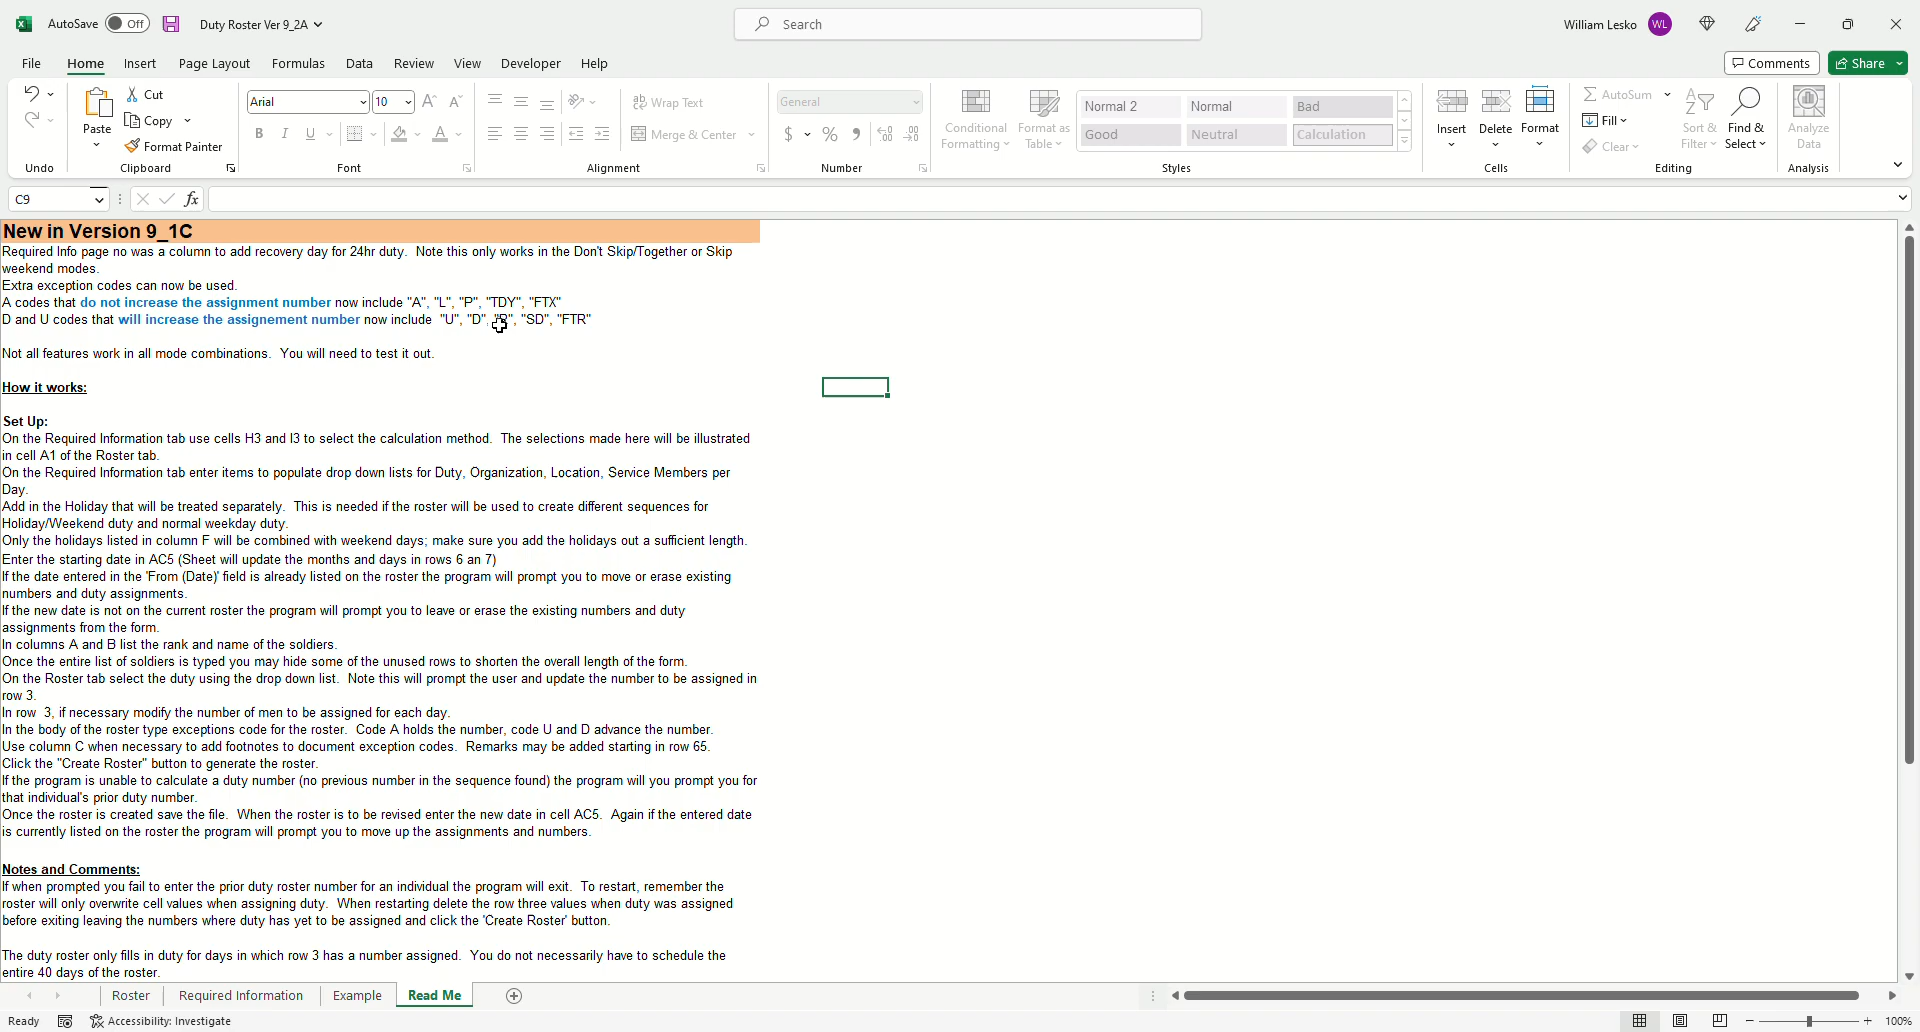 AutoSave Off Duty Roster Ver 9_2A Search William Lesko WL
File Home Insert Page Layout Formulas Data Review View Developer Help Comments Share
Paste Cut Copy Format Painter
Arial 10 B I U
ab Wrap Text
Merge & Center
General
$ % 9
Conditional Formatting
Format as Table
Normal 2 Normal Bad
Good Neutral Calculation
Insert Delete Format
AutoSum
Fill
Clear
Sort & Filter
Find & Select
Analyze Data
Undo Clipboard Font Alignment Number Styles Cells Editing Analysis
C9 fx
New in Version 9_1C
Required Info page no was a column to add recovery day for 24hr duty. Note this only works in the Don't Skip/Together or Skip
weekend modes.
Extra exception codes can now be used.
A codes that do not increase the assignment number now include "A", "L", "P", "TDY", "FTX"
D and U codes that will increase the assignement number now include "U", "D", "SD", "FTR"
Not all features work in all mode combinations. You will need to test it out.
How it works:
Set Up:
On the Required Information tab use cells H3 and I3 to select the calculation method. The selections made here will be illustrated
in cell A1 of the Roster tab.
On the Required Information tab enter items to populate drop down lists for Duty, Organization, Location, Service Members per
Day.
Add in the Holiday that will be treated separately. This is needed if the roster will be used to create different sequences for
Holiday/Weekend duty and normal weekday duty.
Only the holidays listed in column F will be combined with weekend days; make sure you add the holidays out a sufficient length.
Enter the starting date in AC5 (Sheet will update the months and days in rows 6 an 7)
If the date entered in the 'From (Date)' field is already listed on the roster the program will prompt you to move or erase existing
numbers and duty assignments.
If the new date is not on the current roster the program will prompt you to leave or erase the existing numbers and duty
assignments from the form.
In columns A and B list the rank and name of the soldiers.
Once the entire list of soldiers is typed you may hide some of the unused rows to shorten the overall length of the form.
On the Roster tab select the duty using the drop down list. Note this will prompt the user and update the number to be assigned in
row 3.
In row 3, if necessary modify the number of men to be assigned for each day.
In the body of the roster type exceptions code for the roster. Code A holds the number, code U and D advance the number.
Use column C when necessary to add footnotes to document exception codes. Remarks may be added starting in row 65.
Click the "Create Roster" button to generate the roster.
If the program is unable to calculate a duty number (no previous number in the sequence found) the program will you prompt you for
that individual's prior duty number.
Once the roster is created save the file. When the roster is to be revised enter the new date in cell AC5. Again if the entered date
is currently listed on the roster the program will prompt you to move up the assignments and numbers.
Notes and Comments:
If when prompted you fail to enter the prior duty roster number for an individual the program will exit. To restart, remember the
roster will only overwrite cell values when assigning duty. When restarting delete the row three values when duty was assigned
before exiting leaving the numbers where duty has yet to be assigned and click the 'Create Roster' button.
The duty roster only fills in duty for days in which row 3 has a number assigned. You do not necessarily have to schedule the
entire 40 days of the roster.
Roster Required Information Example Read Me
Ready Accessibility: Investigate 100%